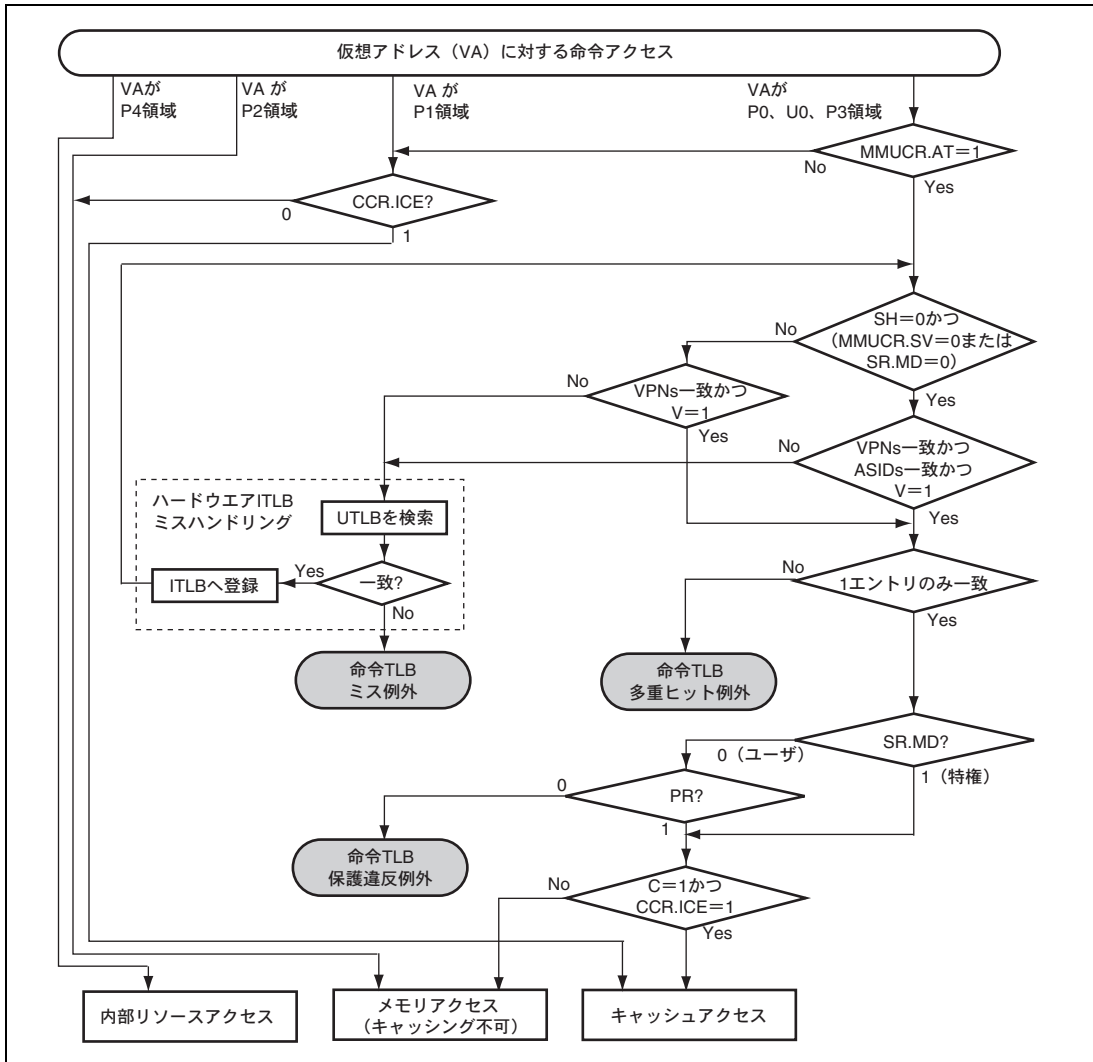 仮想アドレス（VA）に対する命令アクセス
VAが
P4領域
VA が
P2領域
VA が
P1領域
VAが
P0、U0、P3領域
MMUCR.AT＝1
No
Yes
CCR.ICE?
0
1
SH＝0かつ
（MMUCR.SV＝0または
SR.MD＝0）
No
Yes
VPNs一致かつ
V＝1
No
Yes
VPNs一致かつ
ASIDs一致かつ
V＝1
No
Yes
ハードウエアITLB
ミスハンドリング
UTLBを検索
一致?
Yes
No
ITLBへ登録
1エントリのみ一致
No
Yes
命令TLB
ミス例外
命令TLB
多重ヒット例外
SR.MD?
0（ユーザ）
1（特権）
PR?
0
1
命令TLB
保護違反例外
C＝1かつ
CCR.ICE＝1
No
Yes
内部リソースアクセス
メモリアクセス
（キャッシング不可）
キャッシュアクセス